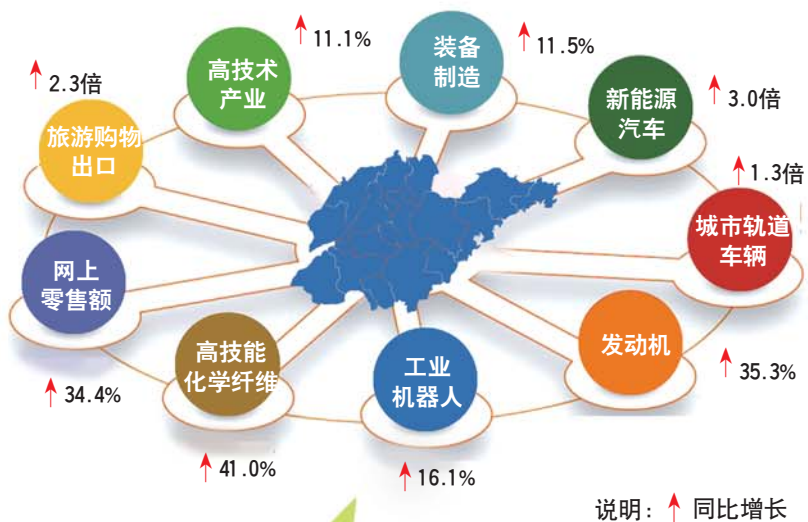 11.1%
高技术
产业
装备
制造
11.5%
2.3倍
旅游购物
出口
新能源
汽车
3.0倍
1.3倍
城市轨道
车辆
网上
零售额
34.4%
高技能
化学纤维
41.0%
工业
机器人
16.1%
发动机
35.3%
说明: 同比增长